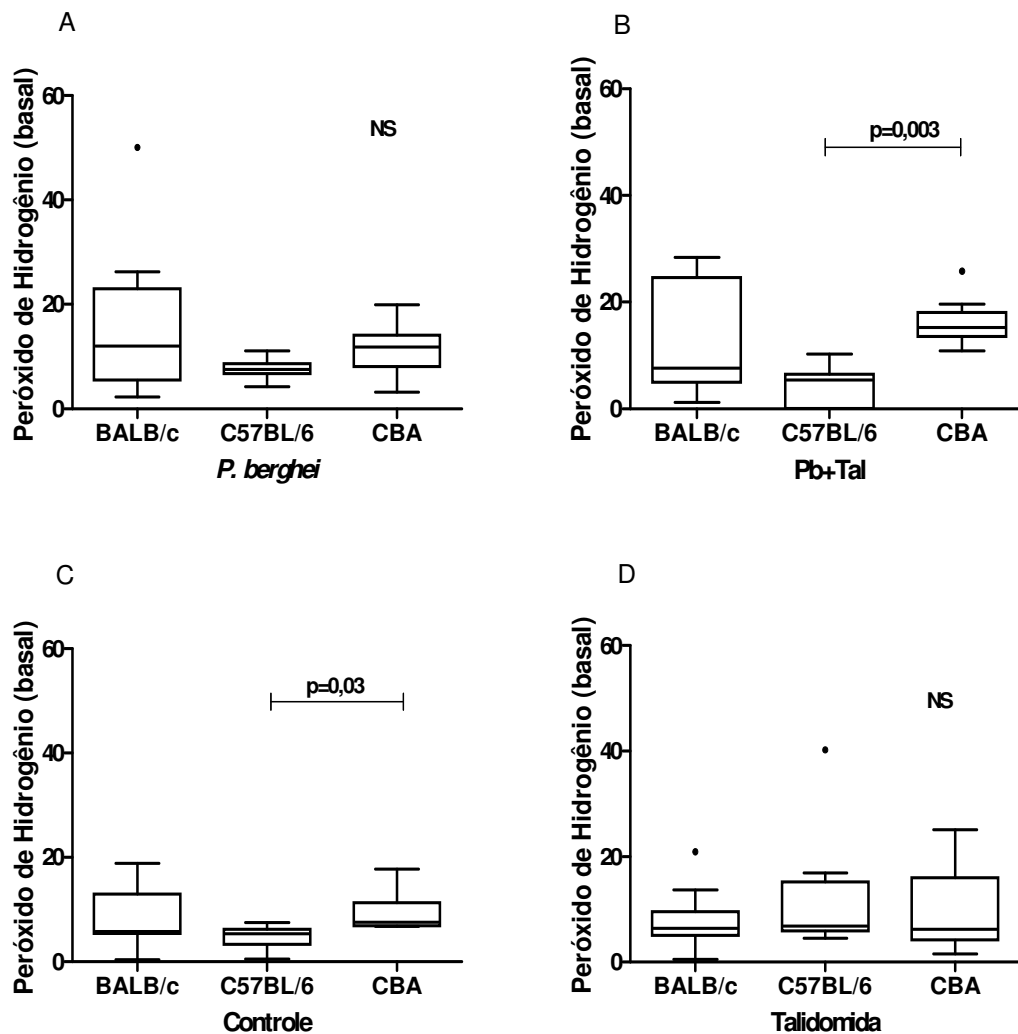 A
Peróxido de Hidrogênio (basal)
60
40
20
0
NS
BALB/c C57BL/6 CBA
P. berghei
B
Peróxido de Hidrogênio (basal)
60
40
20
0
p=0,003
BALB/c C57BL/6 CBA
Pb+Tal
C
Peróxido de Hidrogênio (basal)
60
40
20
0
p=0,03
BALB/c C57BL/6 CBA
Controle
D
Peróxido de Hidrogênio (basal)
60
40
20
0
NS
BALB/c C57BL/6 CBA
Talidomida